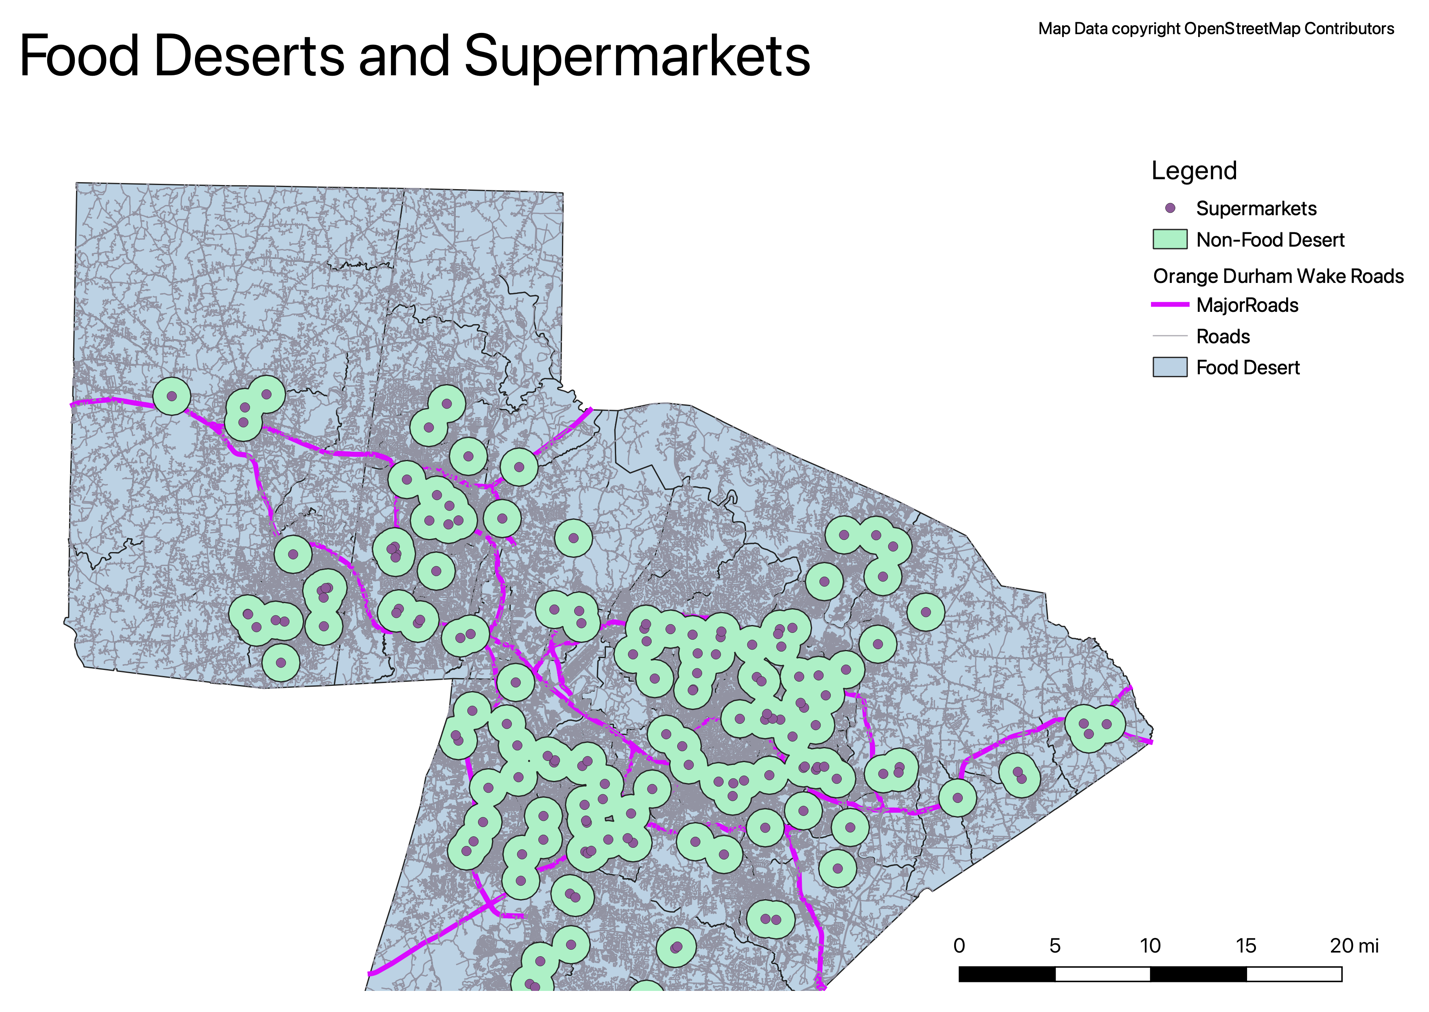 Food Deserts and Supermarkets
Map Data copyright OpenStreetMap Contributors
Legend
Supermarkets
Non-Food Desert
Orange Durham Wake Roads
MajorRoads
Roads
Food Desert
0 5 10 15 20 mi